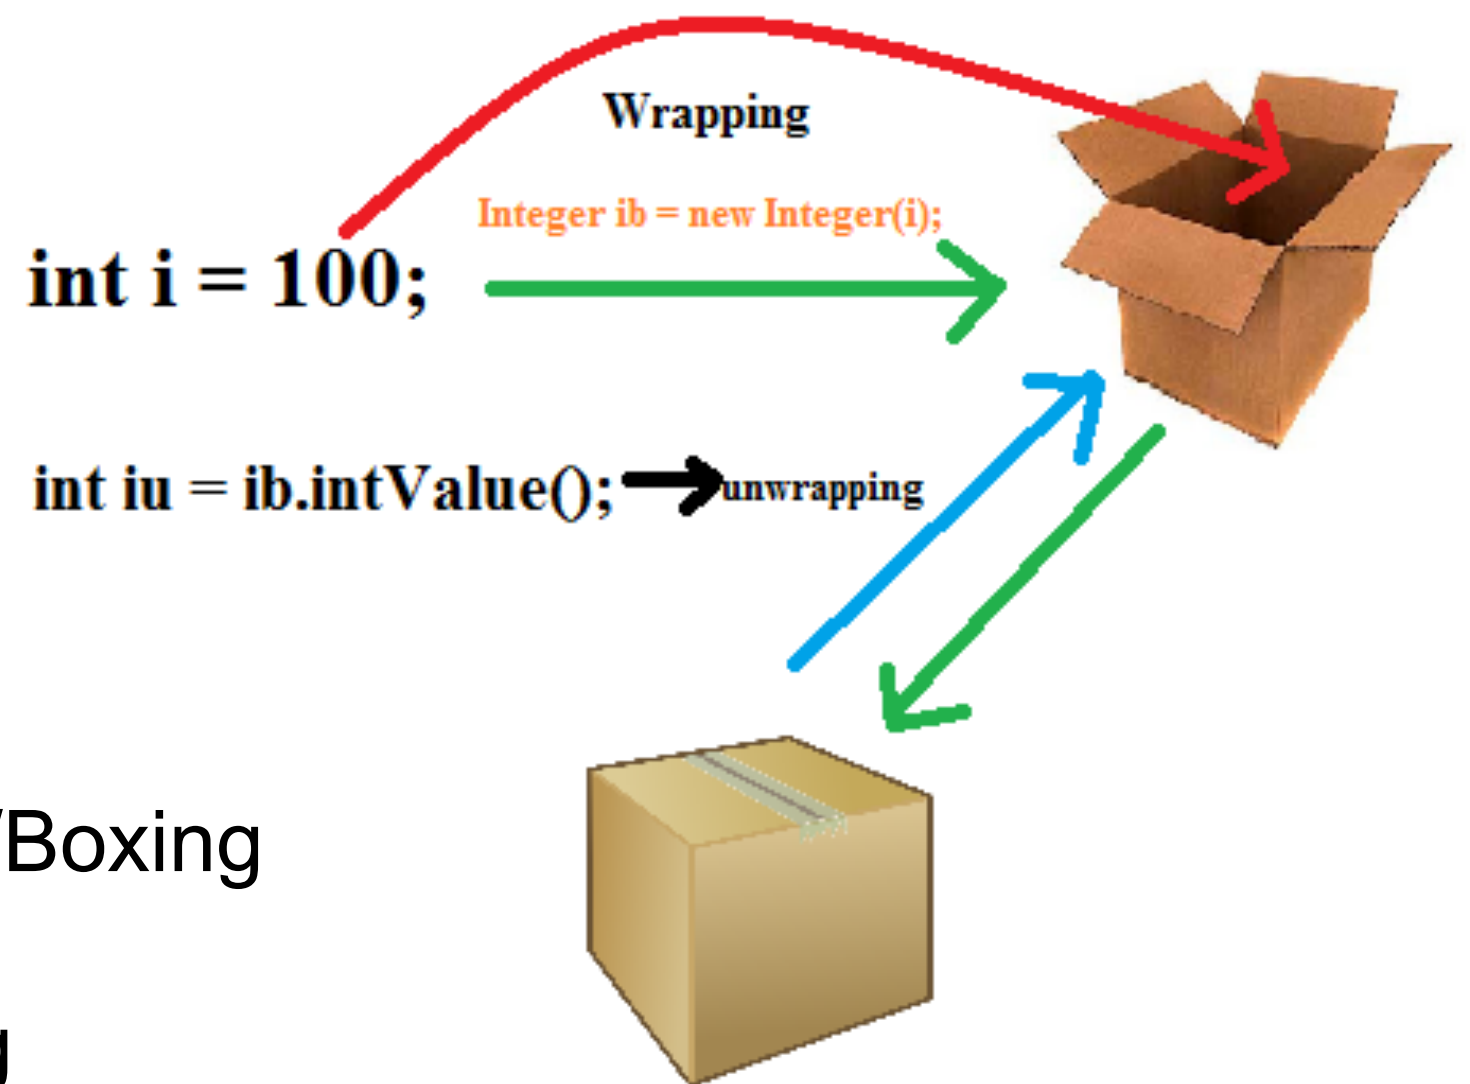 Wrapping
Integer ib = new Integer(i);
int i = 100;
int iu = ib.intValue();
unwrapping
/Boxing
g